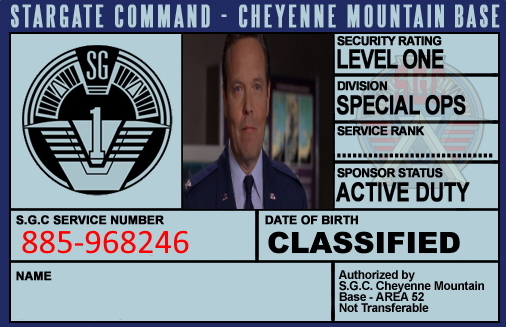 STARGATE COMMAND - CHEYENNE MOUNTAIN BASE
SG
1
SECURITY RATING
LEVEL ONE
DIVISION
SPECIAL OPS
SERVICE RANK
SPONSOR STATUS
ACTIVE DUTY
S.G.C SERVICE NUMBER
885-968246
DATE OF BIRTH
CLASSIFIED
NAME
Authorized by
S.G.C. Cheyenne Mountain
Base - AREA 52
Not Transferable